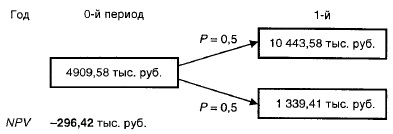 Год 0-й период 1-й
P = 0,5 10 443,58 тыс. руб.
4909,58 тыс. руб.
P = 0,5 1 339,41 тыс. руб.
NPV –296,42 тыс. руб.